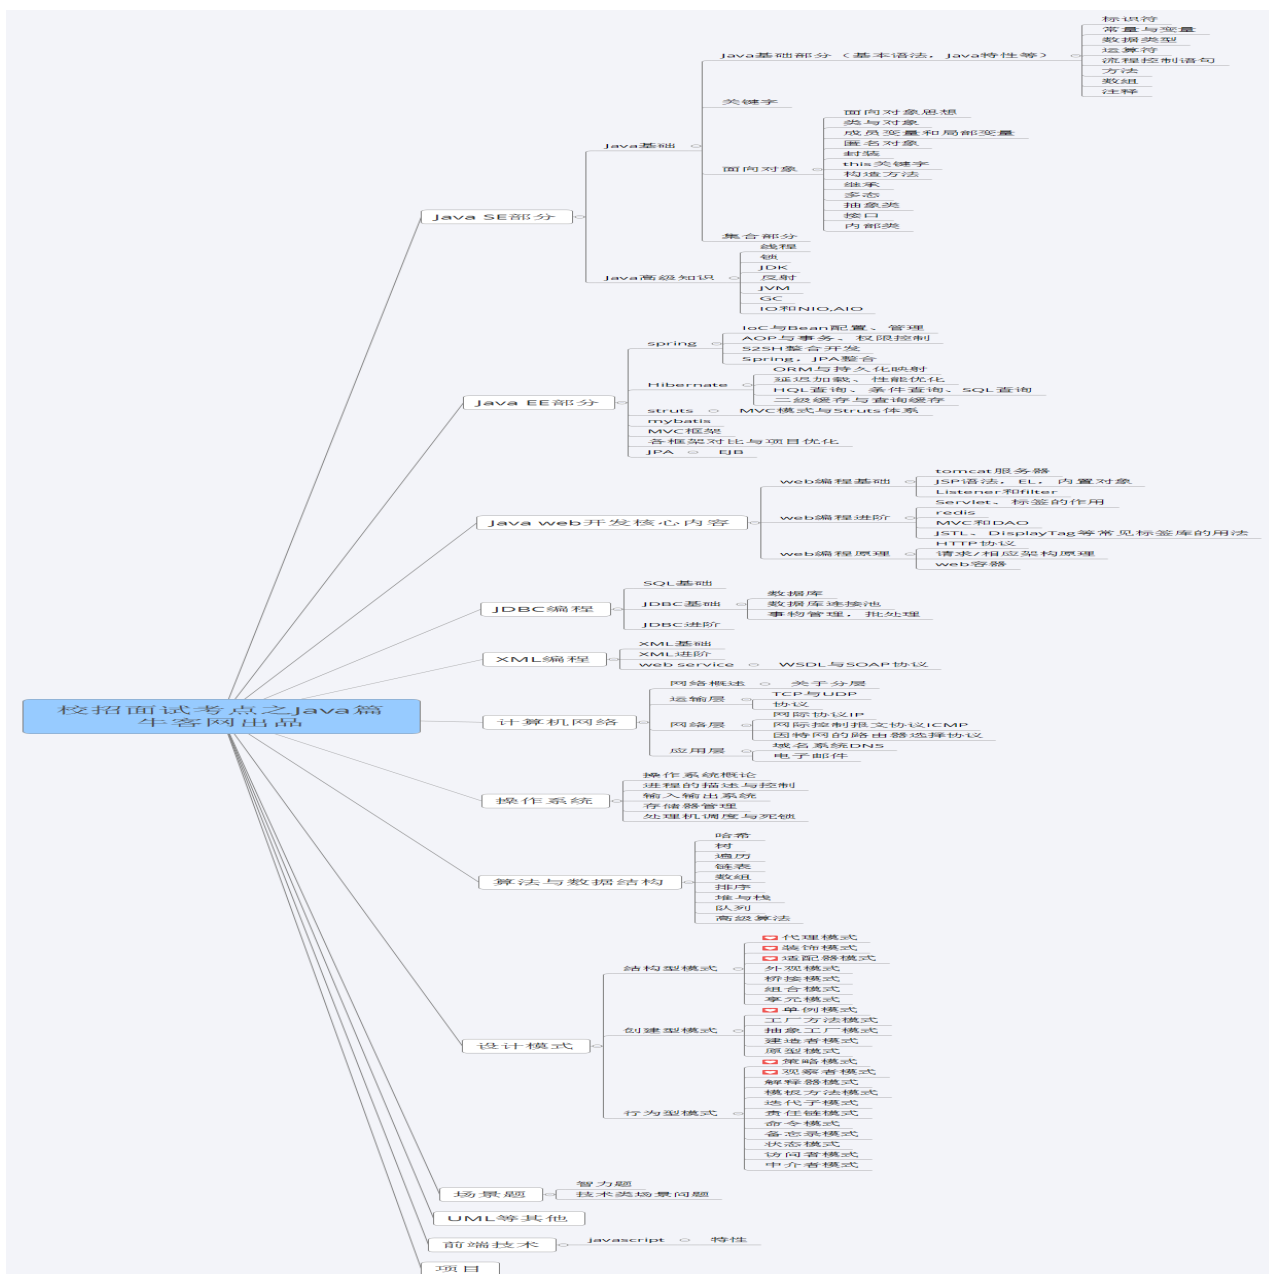 校招面试考点之Java篇
牛客网出品
Java SE部分
Java基础
Java基础部分（基本语法，Java特性等）
标识符
常量与变量
数据类型
运算符
流程控制语句
方法
数组
注释
关键字
面向对象
面向对象思想
类与对象
成员变量和局部变量
匿名对象
封装
this关键字
构造方法
继承
多态
抽象类
接口
内部类
集合部分
Java高级知识
线程
锁
JDK
反射
JVM
GC
IO和NIO,AIO
Java EE部分
spring
IoC与Bean配置、管理
AOP与事务、权限控制
S2SH整合开发
Spring，JPA整合
Hibernate
ORM与持久化映射
延迟加载、性能优化
HQL查询、条件查询、SQL查询
二级缓存与查询缓存
struts
MVC模式与Struts体系
mybatis
MVC框架
各框架对比与项目优化
JPA
EJB
Java web开发核心内容
web编程基础
tomcat服务器
JSP语法，EL，内置对象
Listener和filter
web编程进阶
Servlet、标签的作用
redis
MVC和DAO
JSTL、DisplayTag等常见标签库的用法
web编程原理
HTTP协议
请求/相应架构原理
web容器
JDBC编程
SQL基础
JDBC基础
数据库
数据库连接池
事物管理，批处理
JDBC进阶
XML编程
XML基础
XML进阶
web service
WSDL与SOAP协议
计算机网络
网络概述
关于分层
运输层
TCP与UDP
协议
网络层
网际协议IP
网际控制报文协议ICMP
因特网的路由器选择协议
应用层
域名系统DNS
电子邮件
操作系统
操作系统概论
进程的描述与控制
输入输出系统
存储器管理
处理机调度与死锁
算法与数据结构
哈希
树
遍历
链表
数组
排序
堆与栈
队列
高级算法
设计模式
结构型模式
代理模式
装饰模式
适配器模式
外观模式
桥接模式
组合模式
享元模式
创建型模式
单例模式
工厂方法模式
抽象工厂模式
建造者模式
原型模式
行为型模式
策略模式
观察者模式
解释器模式
模板方法模式
迭代子模式
责任链模式
命令模式
备忘录模式
状态模式
访问者模式
中介者模式
场景题
智力题
技术类场景问题
UML等其他
前端技术
javascript
特性
项目